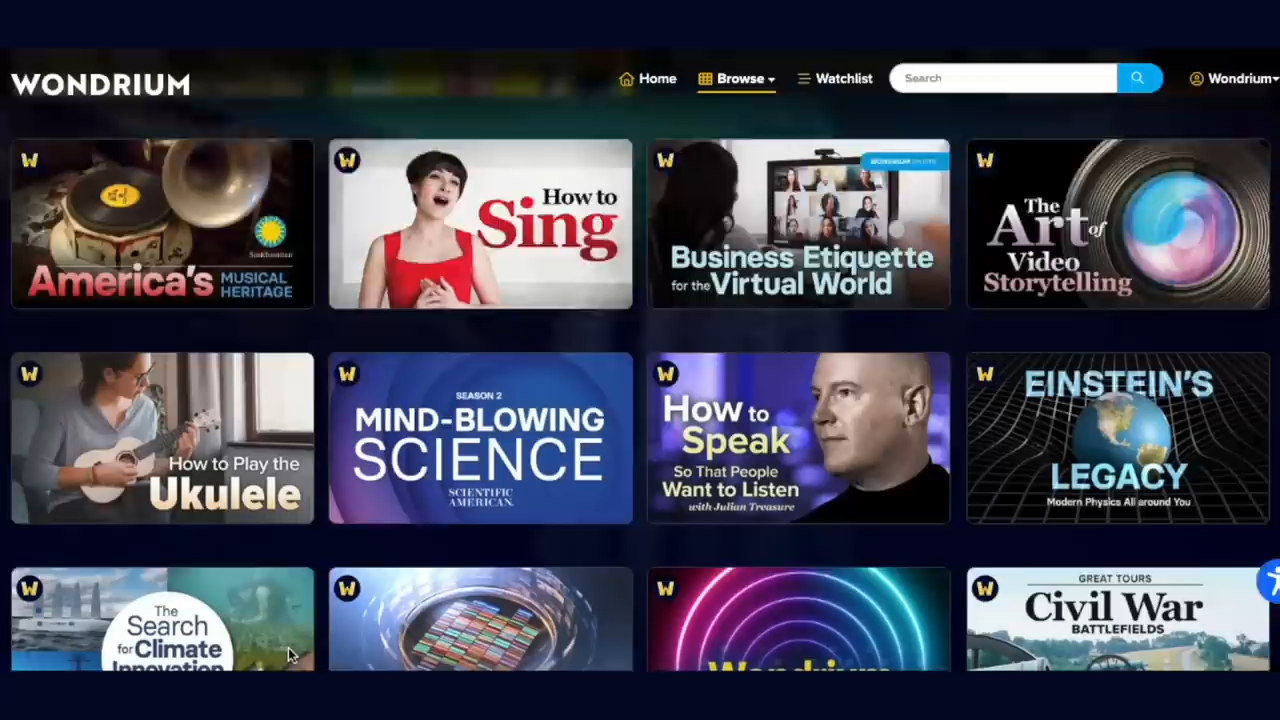 WONDRIUM
Home
Browse
Watchlist
Search
Wondrium
W
Smithsonian
America's MUSICAL
HERITAGE
W
How to
Sing
W
Business Etiquette
for the Virtual World
W
The
Art of
Video
Storytelling
W
How to Play the
Ukulele
W
SEASON 2
MIND-BLOWING
SCIENCE
SCIENTIFIC
AMERICAN.
W
How to
Speak
So That People
Want to Listen
with Julian Treasure
W
EINSTEIN'S
LEGACY
Modern Physics All around You
W
The
Search
for Climate
Innovation
W
W
Wondrium
W
GREAT TOURS
Civil War
BATTLEFIELDS